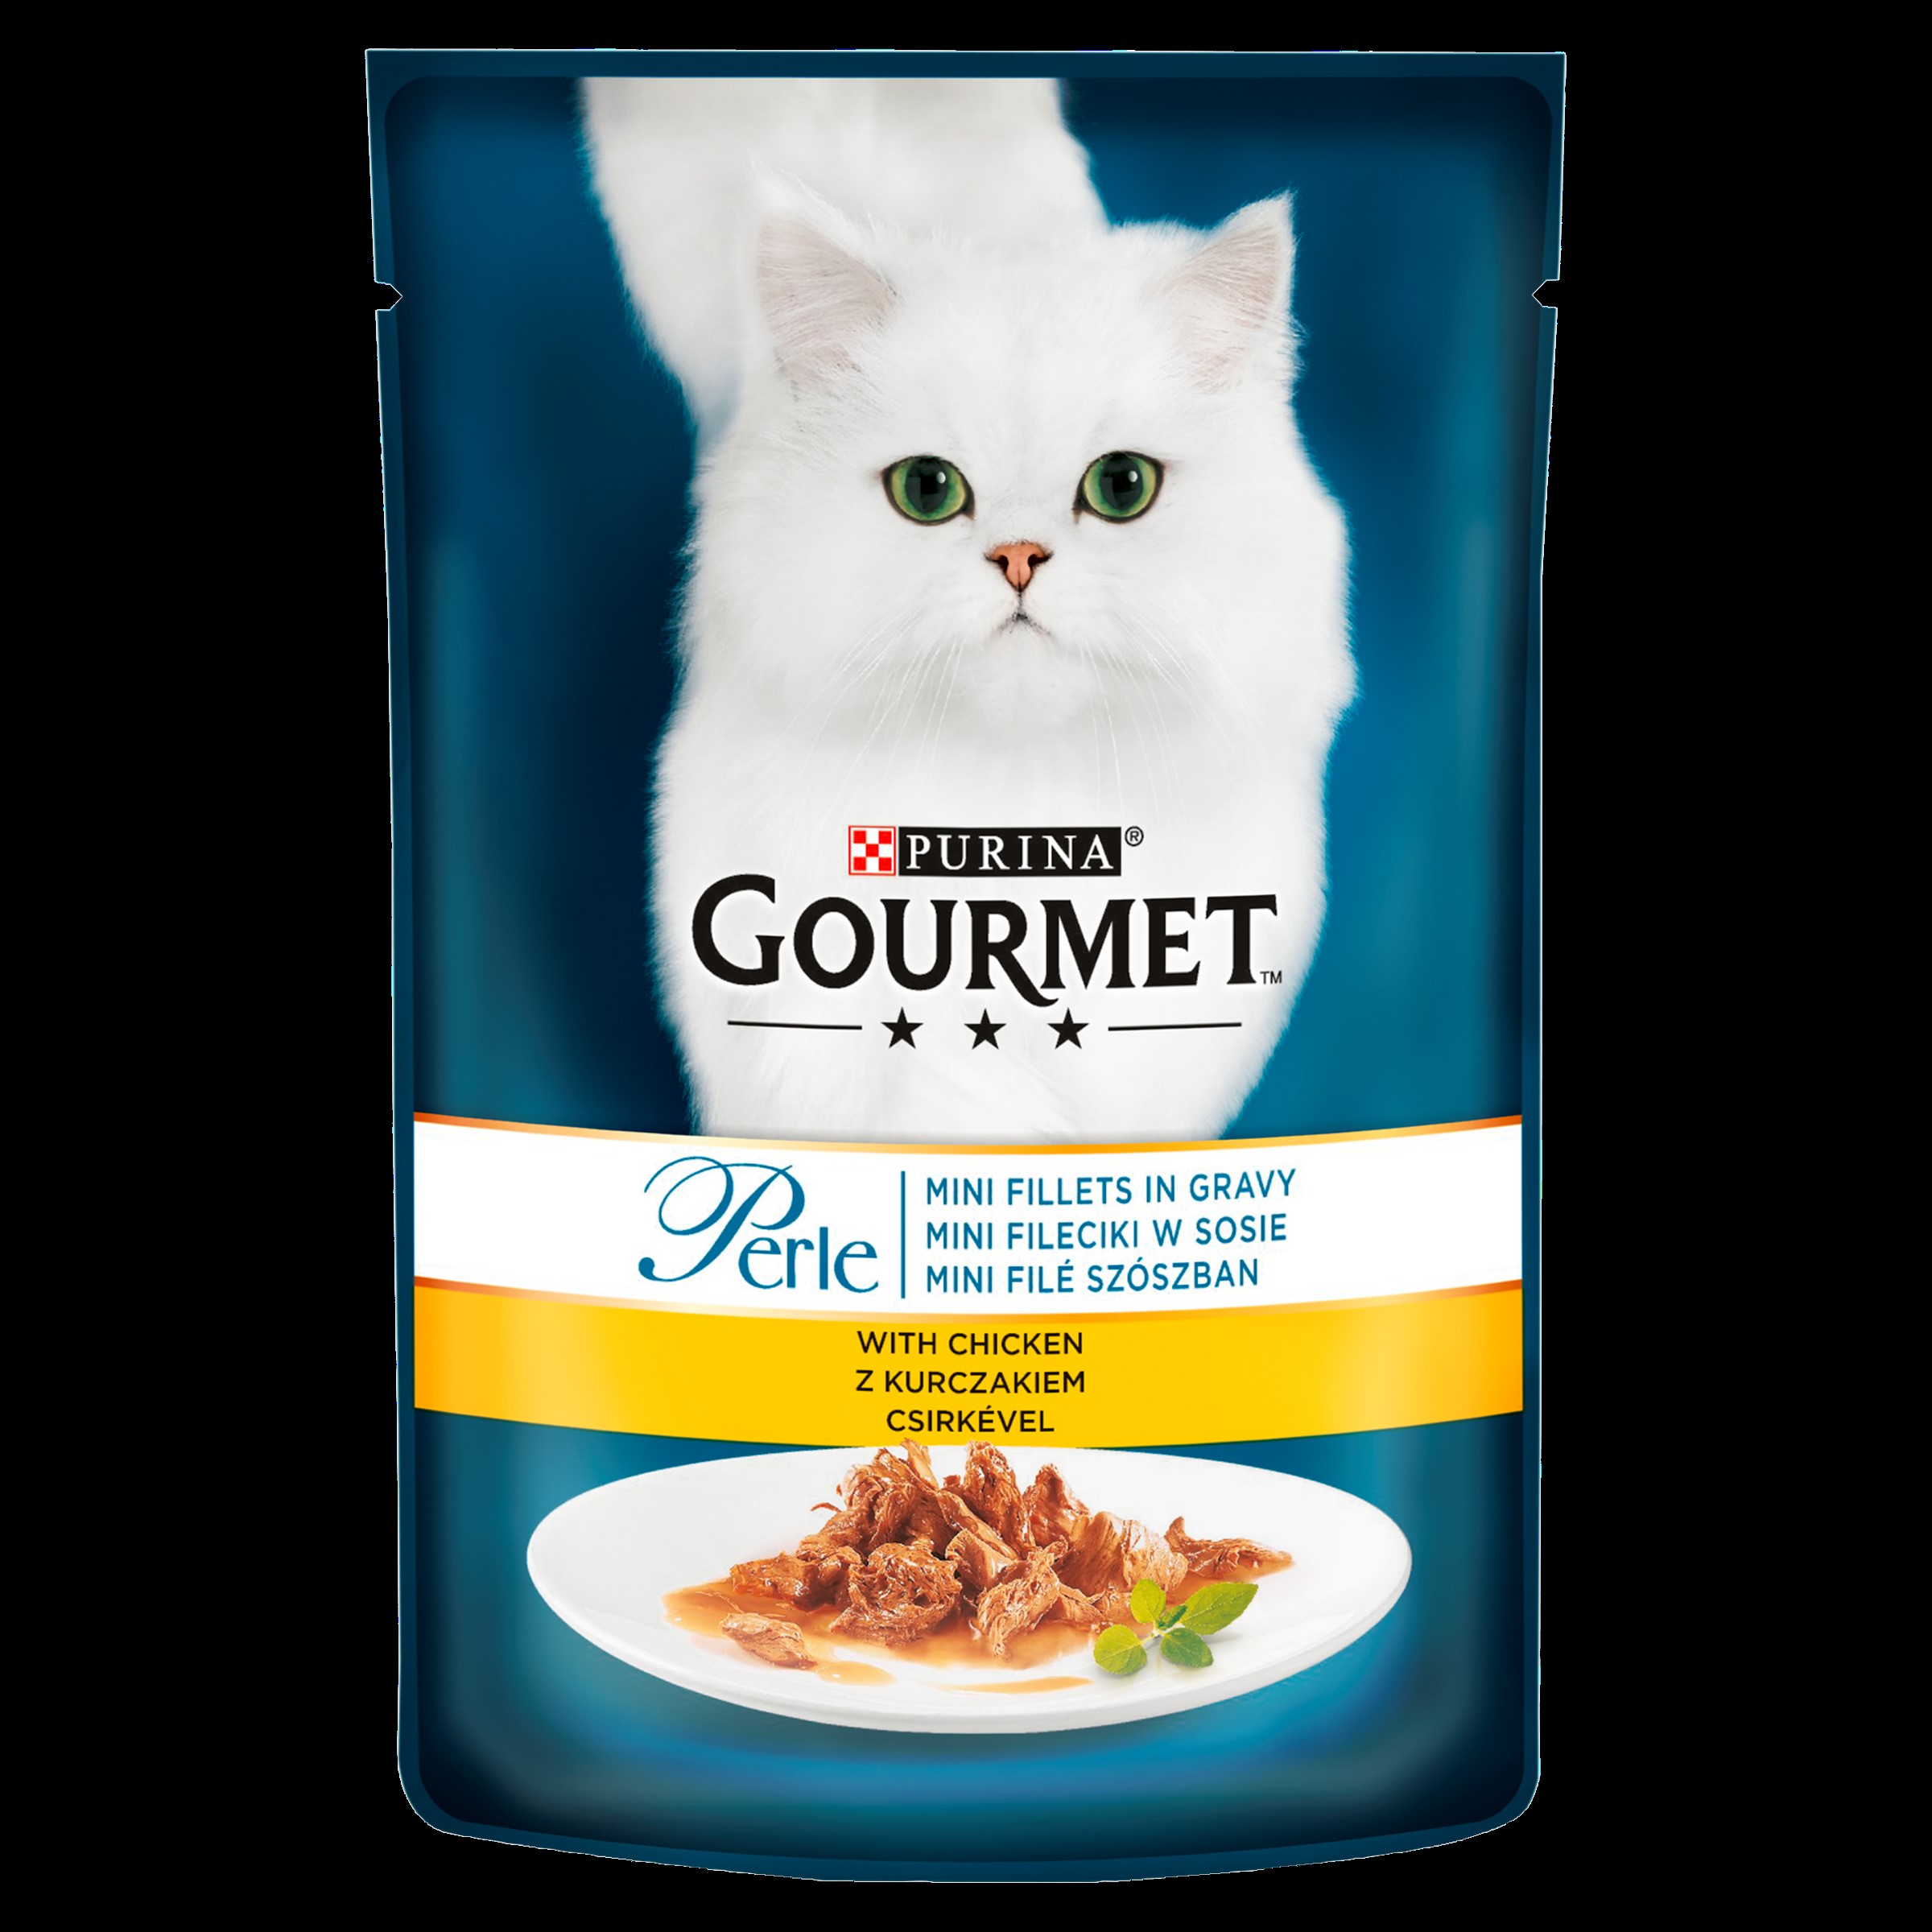 PURINA®
GOURMET™
Perle
MINI FILLETS IN GRAVY
MINI FILECIKI W SOSIE
MINI FILÉ SZÓSZBAN
WITH CHICKEN
Z KURCZAKIEM
CSIRKÉVEL